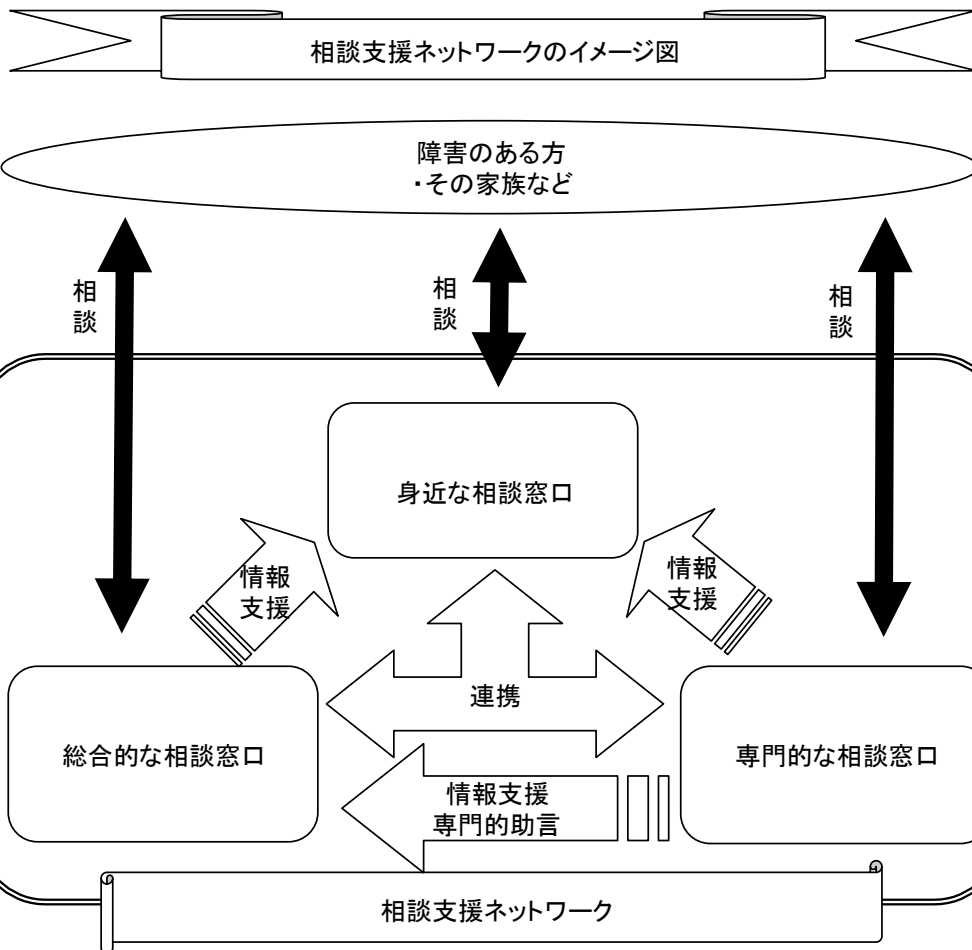 相談支援ネットワークのイメージ図
障害のある方
・その家族など
相
談
相
談
相
談
身近な相談窓口
情報
支援
情報
支援
連携
総合的な相談窓口
専門的な相談窓口
情報支援
専門的助言
相談支援ネットワーク